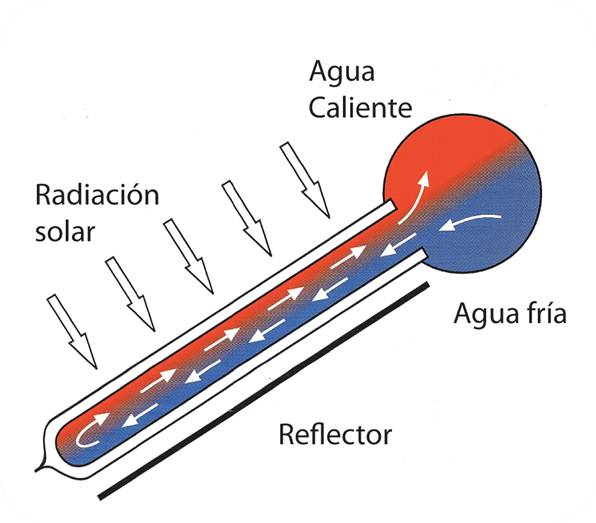 Agua
Caliente
Radiación
solar
Agua fría
Reflector